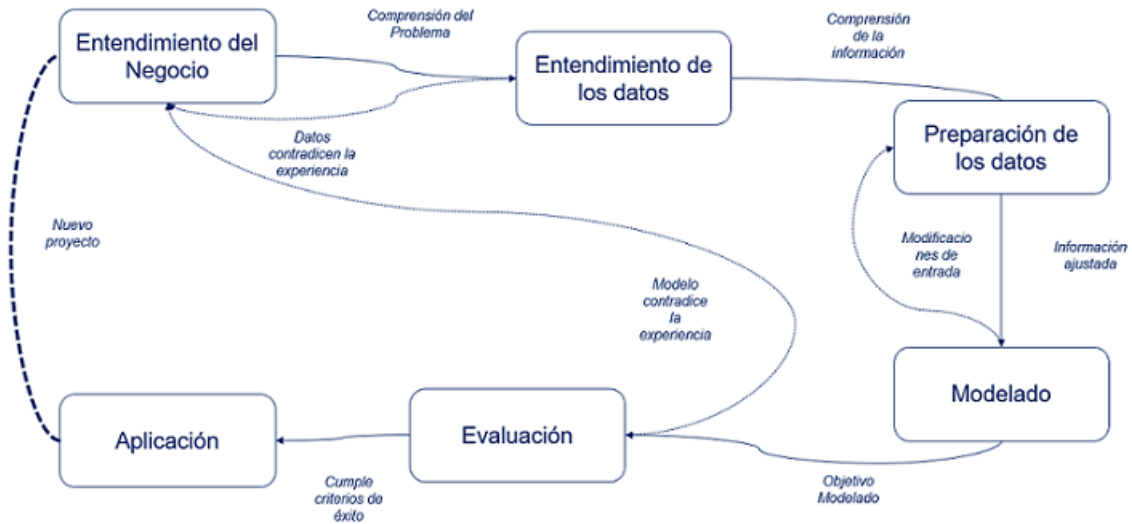 Comprensión del
Problema
Comprensión
de la
información
Entendimiento del
Negocio
Entendimiento de
los datos
Preparación de
los datos
Datos
contradicen la
experiencia
Nuevo
proyecto
Modificacio
nes de
entrada
Información
ajustada
Modelo
contradice
la
experiencia
Modelado
Aplicación
Evaluación
Cumple
criterios de
éxito
Objetivo
Modelado